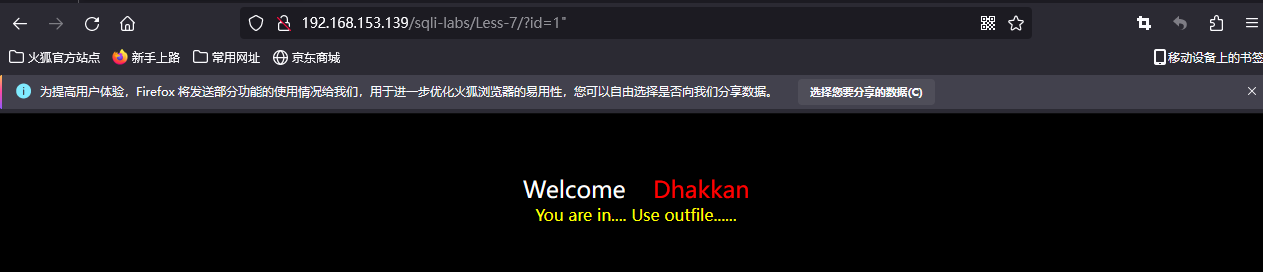 192.168.153.139/sqli-labs/Less-7/?id=1"
火狐官方站点 新手上路 常用网址 京东商城 移动设备上的书签
为提高用户体验，Firefox 将发送部分功能的使用情况给我们，用于进一步优化火狐浏览器的易用性，您可以自由选择是否向我们分享数据。 选择您要分享的数据(C)
Welcome Dhakkan
You are in.... Use outfile......